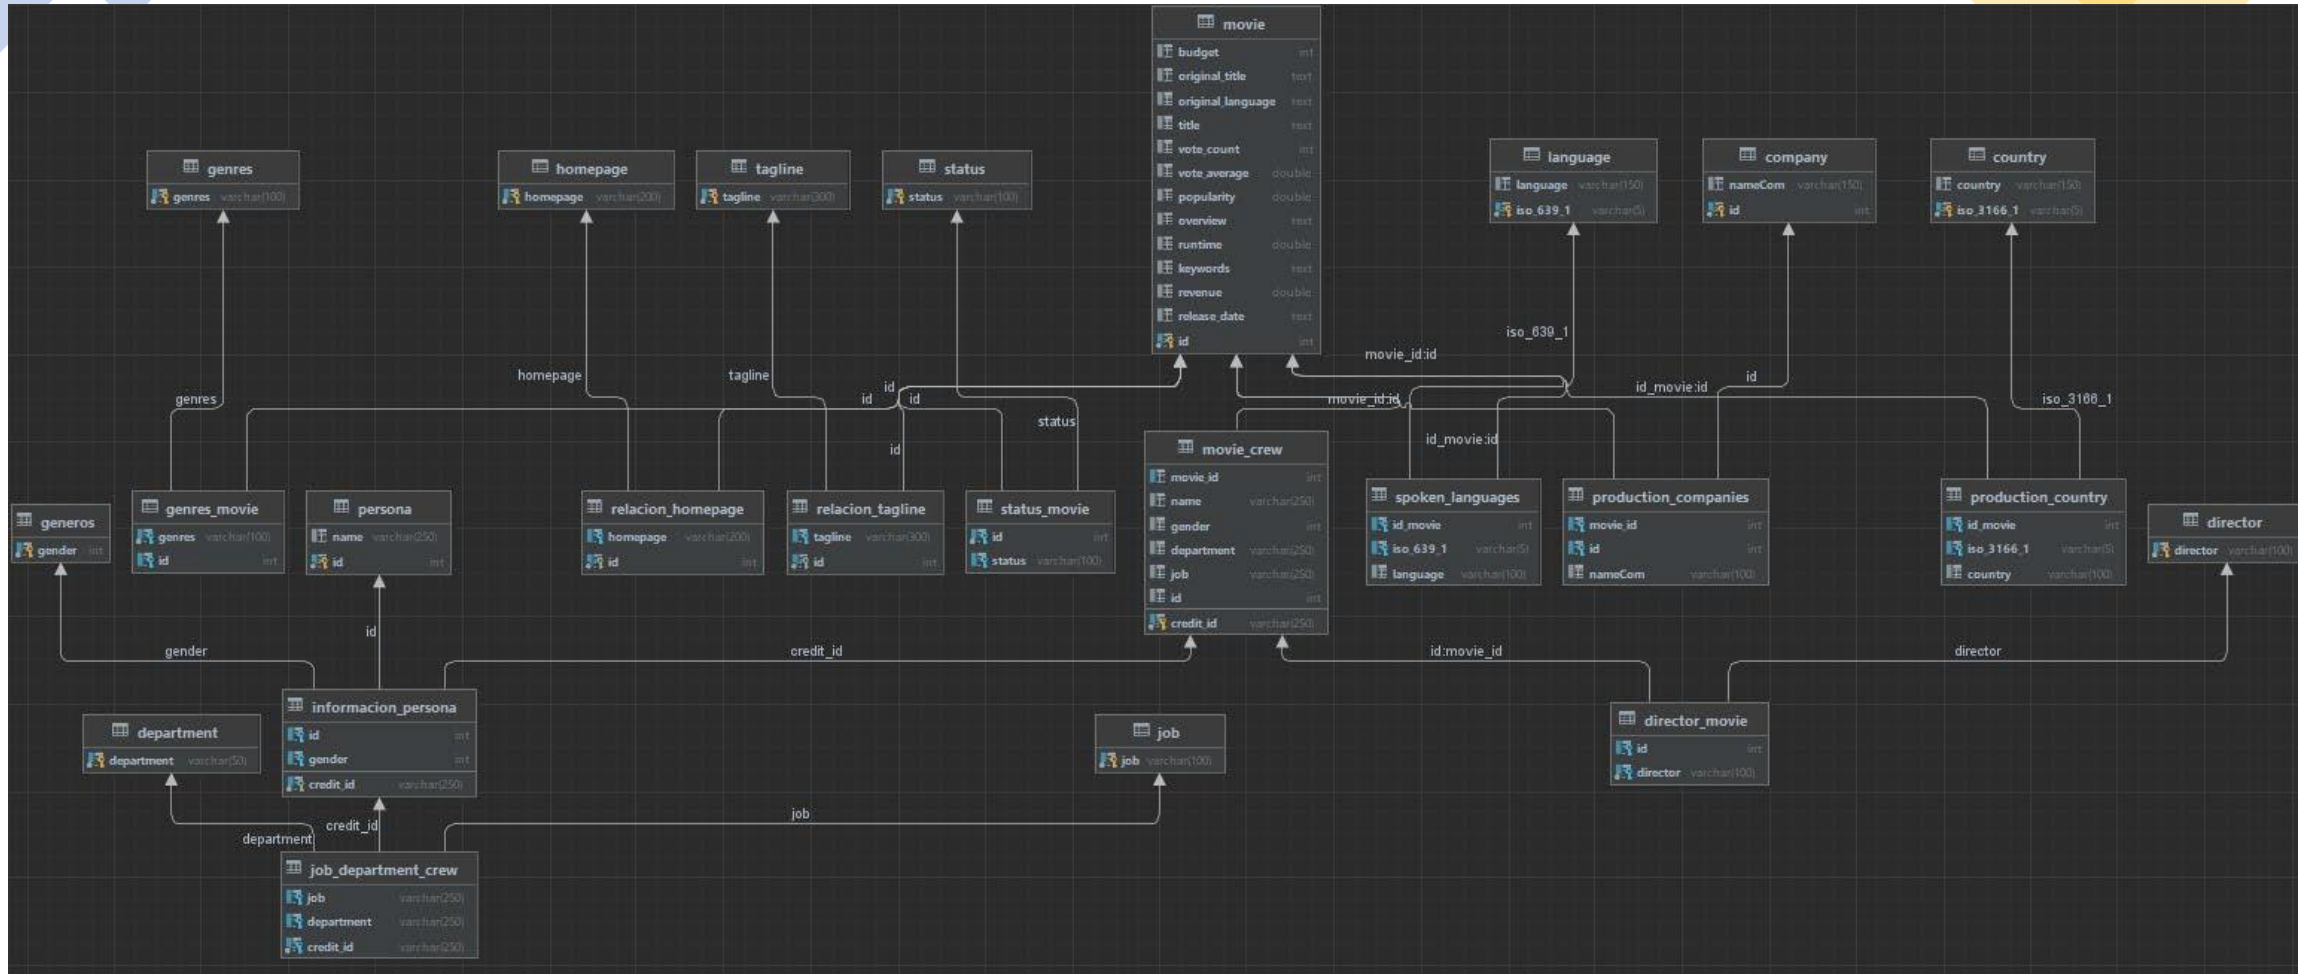 movie
budget int
original_title text
original_language text
title text
vote_count int
vote_average double
popularity double
overview text
runtime double
keywords text
revenue double
release_date text
id int
genres
genres varchar(100)
homepage
homepage varchar(200)
tagline
tagline varchar(300)
status
status varchar(100)
language
language varchar(150)
iso_639_1 varchar(5)
company
nameCom varchar(150)
id int
country
country varchar(150)
iso_3166_1 varchar(5)
iso_639_1
movie_id:id
homepage
tagline
id
id
id
id
genres
status
movie_id:id
id_movie:id
id
id_movie:id
iso_3166_1
generos
gender int
genres_movie
genres varchar(100)
id int
persona
name varchar(250)
id int
relacion_homepage
homepage varchar(200)
id int
relacion_tagline
tagline varchar(300)
id int
status_movie
id int
status varchar(100)
movie_crew
movie_id int
name varchar(250)
gender int
department varchar(250)
job varchar(250)
id int
credit_id varchar(250)
spoken_languages
id_movie int
iso_639_1 varchar(5)
language varchar(100)
production_companies
movie_id int
id int
nameCom varchar(100)
production_country
id_movie int
iso_3166_1 varchar(5)
country varchar(100)
director
director varchar(100)
gender
id
credit_id
id:movie_id
director
department
department varchar(50)
informacion_persona
id int
gender int
credit_id varchar(250)
job
job varchar(100)
director_movie
id int
director varchar(100)
department
credit_id
job
job_department_crew
job varchar(250)
department varchar(250)
credit_id varchar(250)